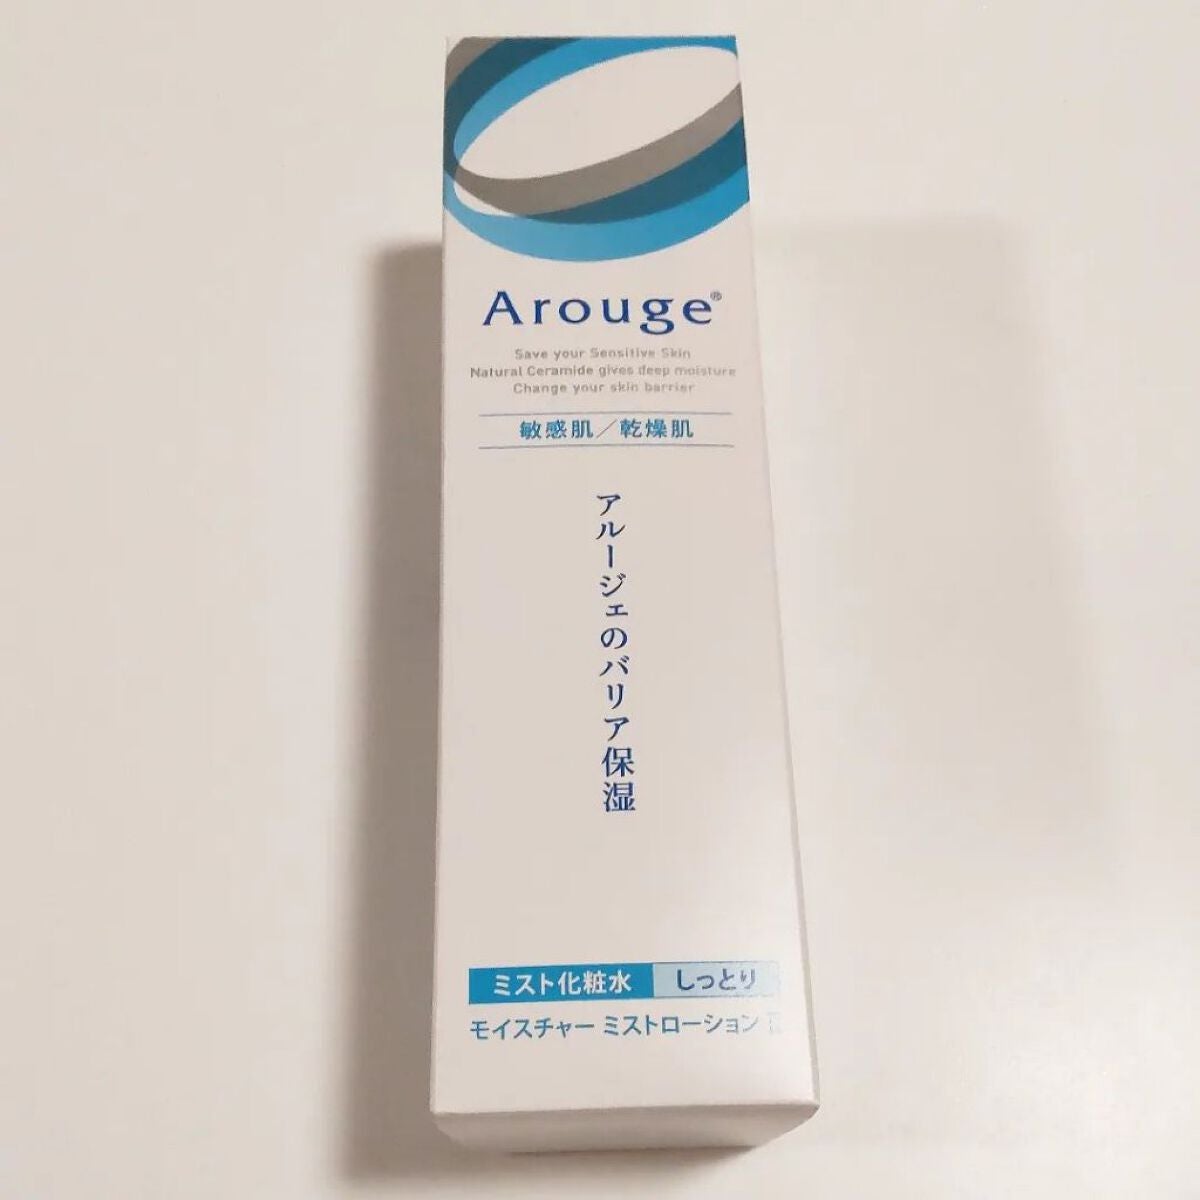 Arouge®
Save your Sensitive Skin
Natural Ceramide gives deep moisture
Change your skin barrier
敏感肌／乾燥肌
アルージェのバリア保湿
ミスト化粧水 しっとり
モイスチャー ミストローション